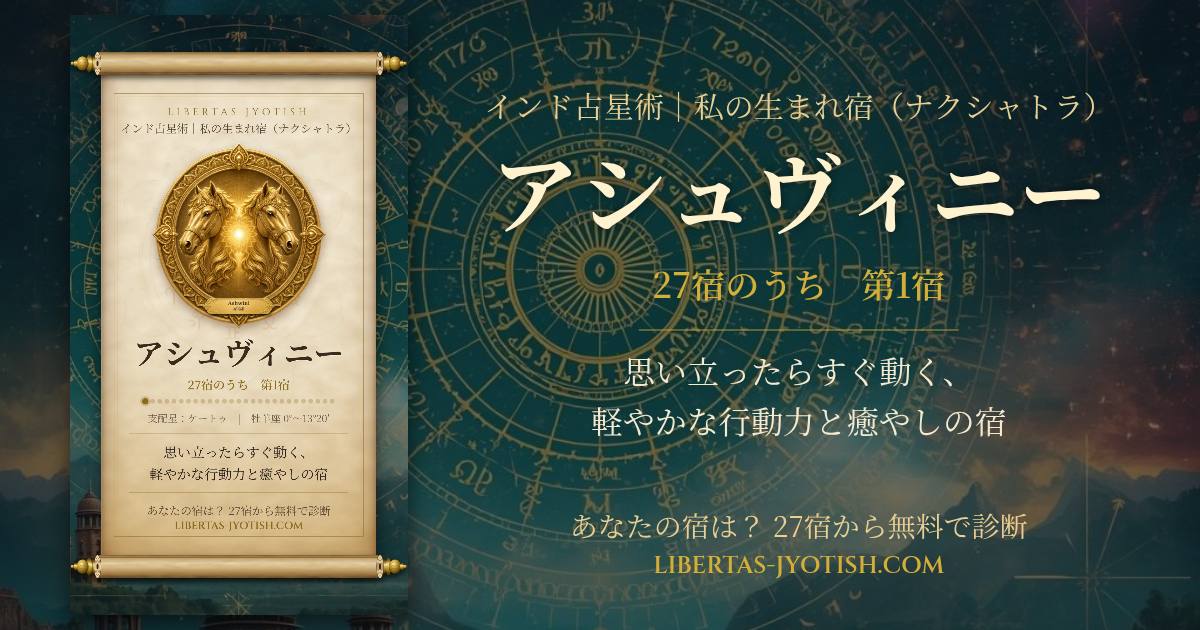 LIBERTAS JYOTISH
インド占星術｜私の生まれ宿（ナクシャトラ）
Ashwini
アシュヴィニー
27宿のうち　第1宿
支配星：ケートゥ　｜　牡羊座 0°〜13°20′
思い立ったらすぐ動く、
軽やかな行動力と癒やしの宿
あなたの宿は？ 27宿から無料で診断
LIBERTAS-JYOTISH.COM
インド占星術｜私の生まれ宿（ナクシャトラ）
アシュヴィニー
27宿のうち　第1宿
思い立ったらすぐ動く、
軽やかな行動力と癒やしの宿
あなたの宿は？ 27宿から無料で診断
LIBERTAS-JYOTISH.COM